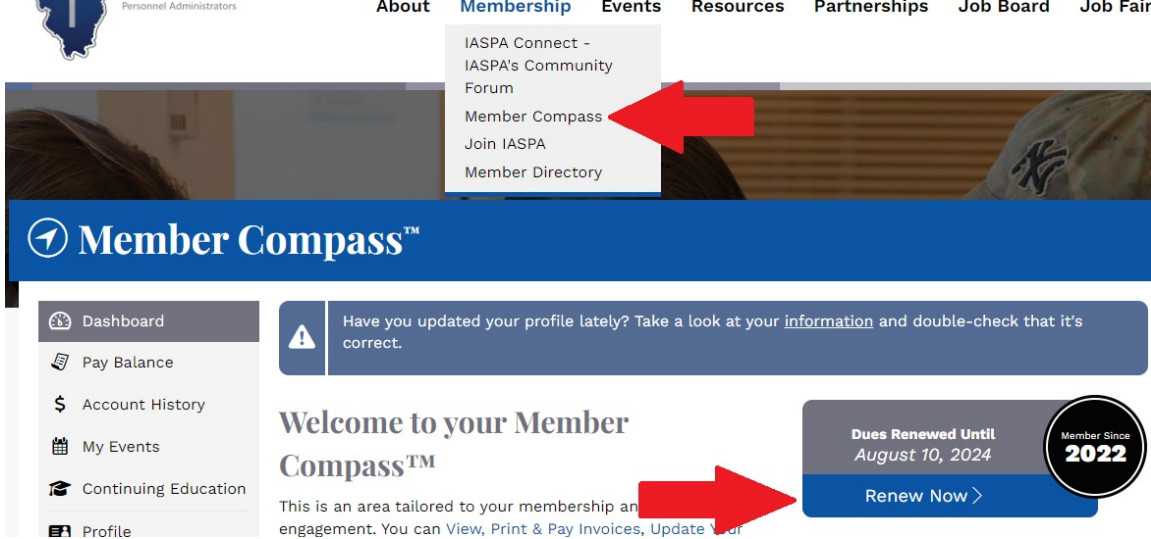 Personnel Administrators
About Membership Events Resources Partnerships Job Board Job Fair
IASPA Connect -
IASPA's Community
Forum
Member Compass
Join IASPA
Member Directory
Member Compass™
Dashboard
Pay Balance
$ Account History
My Events
Continuing Education
Profile
Have you updated your profile lately? Take a look at your information and double-check that it's
correct.
Welcome to your Member
Compass™
This is an area tailored to your membership an
engagement. You can View, Print & Pay Invoices, Update Your
Dues Renewed Until
August 10, 2024
Renew Now >
Member Since
2022